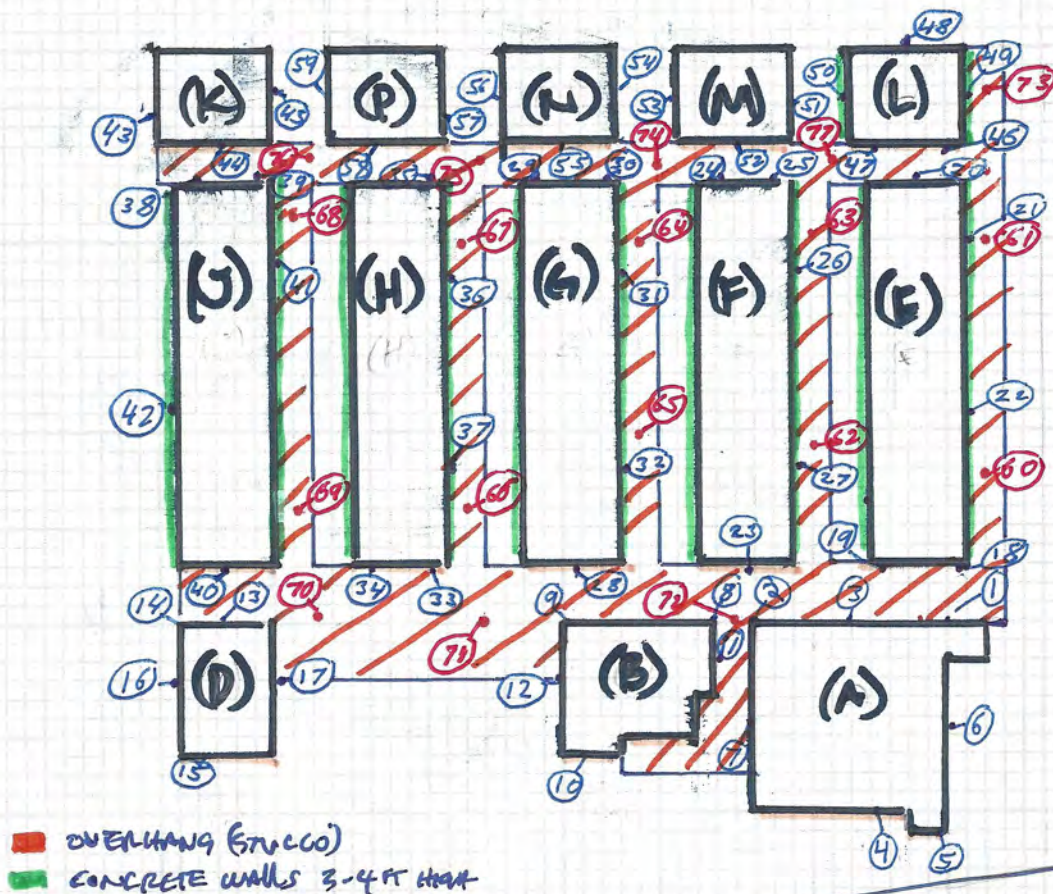 48
59 56 54 50 49
(K) (P) (N) (M) (L)
43 45 57 53 51 73
74 77 46
44 76 39 58 35 75 29 55 30 24 52 25 47 20
38 68 67 64 63 21 61
(J) (H) (G) (F) (E)
41 36 31 26
42 65 22
37 32 62 27 60
69 66
23 19 18
40 13 34 33 28
14 70 9 8 72 2 3 1
71
16 (D) 17 12 (B) 11 (A)
6
7
15 10
4 5
OVERHANG (STUCCO)
CONCRETE WALLS 3-4 FT HIGH